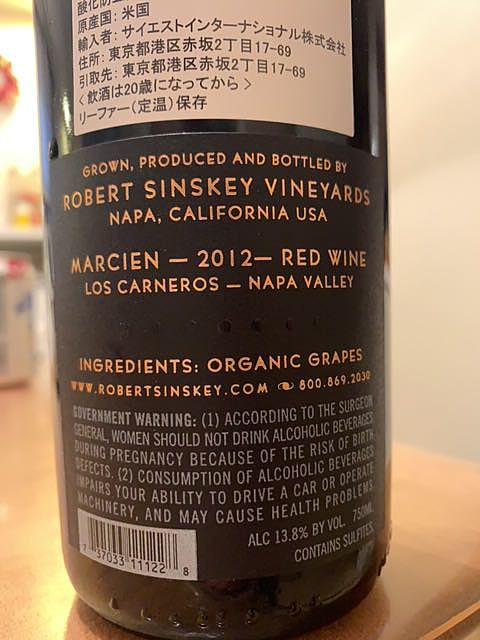 酸化防止
原産国: 米国
輸入者: サイエストインターナショナル株式会社
住所: 東京都港区赤坂2丁目17-69
引取先: 東京都港区赤坂2丁目17-69
<飲酒は20歳になってから>
リーファー(定温)保存
GROWN, PRODUCED AND BOTTLED BY
ROBERT SINSKEY VINEYARDS
NAPA, CALIFORNIA USA
MARCIEN — 2012— RED WINE
LOS CARNEROS — NAPA VALLEY
INGREDIENTS: ORGANIC GRAPES
WWW.ROBERTSINSKEY.COM 800.869.2030
GOVERNMENT WARNING: (1) ACCORDING TO THE SURGEON
GENERAL, WOMEN SHOULD NOT DRINK ALCOHOLIC BEVERAGES
DURING PREGNANCY BECAUSE OF THE RISK OF BIRTH
DEFECTS. (2) CONSUMPTION OF ALCOHOLIC BEVERAGES
IMPAIRS YOUR ABILITY TO DRIVE A CAR OR OPERATE
MACHINERY, AND MAY CAUSE HEALTH PROBLEMS.
ALC 13.8% BY VOL. 750ML
CONTAINS SULFITES.
7 37033 11122 8